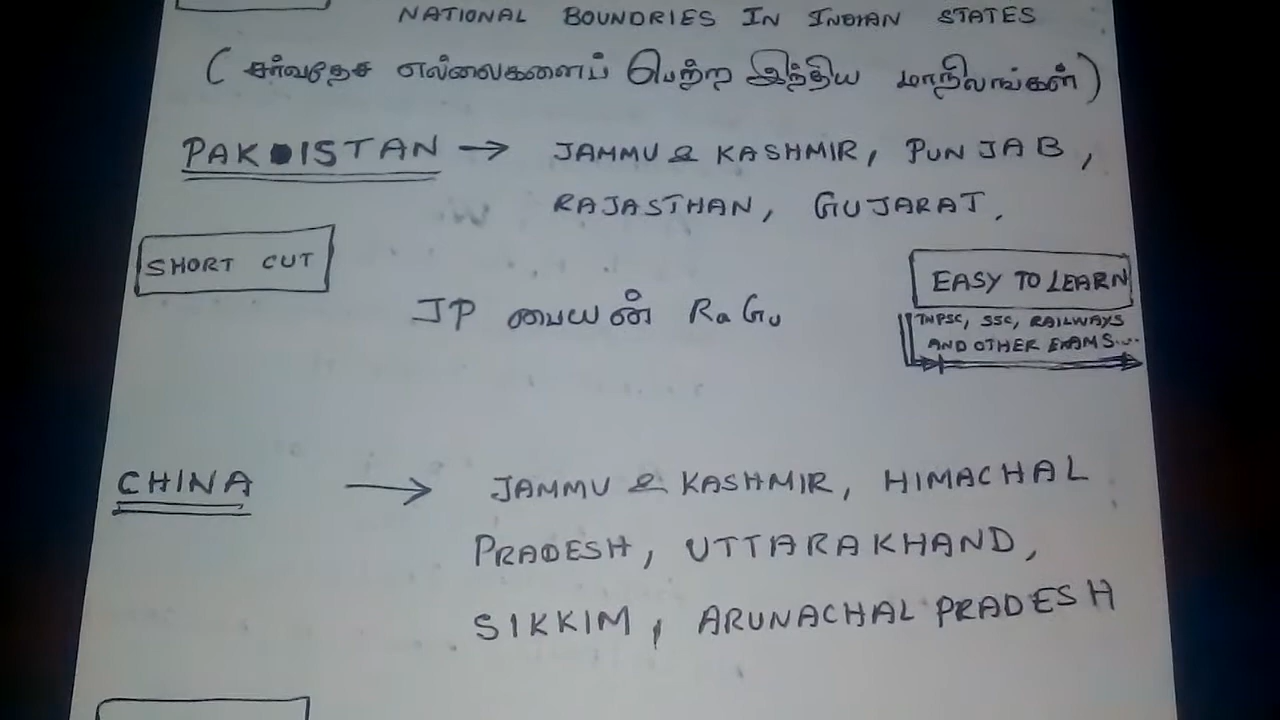 NATIONAL BOUNDRIES IN INDIAN STATES
(சர்வதேச எல்லைகளைப் பெற்ற இந்திய மாநிலங்கள்)
PAKISTAN → JAMMU & KASHMIR, PUNJAB,
RAJASTHAN, GUJARAT.
SHORT CUT
EASY TO LEARN
TNPSC, SSC, RAILWAYS
AND OTHER EXAMS...
JP பையன் RaGu
CHINA → JAMMU & KASHMIR, HIMACHAL
PRADESH, UTTARAKHAND,
SIKKIM, ARUNACHAL PRADESH